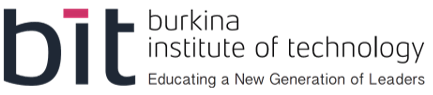 bit
burkina
institute of technology
Educating a New Generation of Leaders